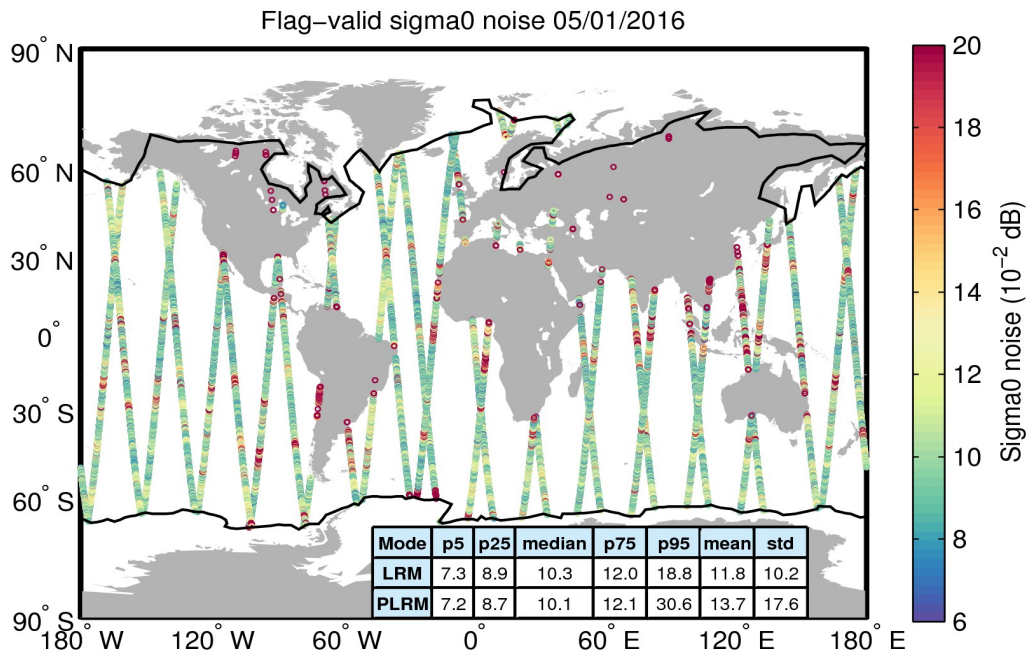 Flag−valid sigma0 noise 05/01/2016
90° N
60° N
30° N
0°
30° S
60° S
90° S
180° W
120° W
60° W
0°
60° E
120° E
180° E
Mode p5 p25 median p75 p95 mean std
LRM 7.3 8.9 10.3 12.0 18.8 11.8 10.2
PLRM 7.2 8.7 10.1 12.1 30.6 13.7 17.6
20
18
16
14
12
10
8
6
Sigma0 noise (10⁻² dB)